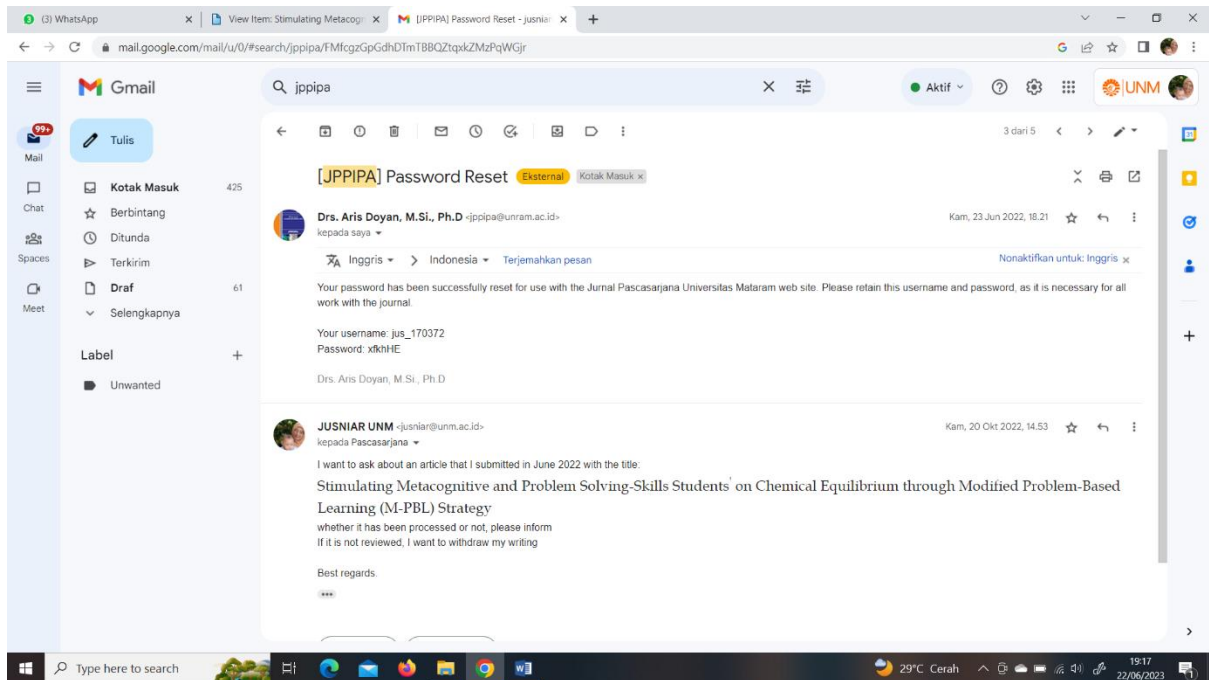 (3) WhatsApp
View Item: Stimulating Metacogn
[JPPIPA] Password Reset - jusniar
mail.google.com/mail/u/0/#search/jppipa/FMfcgzGpGdhDTmTBBQZtqxkZMzPqWGjr
Gmail
jppipa
Aktif
UNM
99+
Mail
Chat
Spaces
Meet
Tulis
Kotak Masuk 425
Berbintang
Ditunda
Terkirim
Draf 61
Selengkapnya
Label
Unwanted
3 dari 5
31
[JPPIPA] Password Reset Eksternal Kotak Masuk ×
Drs. Aris Doyan, M.Si., Ph.D <jppipa@unram.ac.id> Kam, 23 Jun 2022, 18.21
kepada saya
Inggris > Indonesia Terjemahkan pesan Nonaktifkan untuk: Inggris ×
Your password has been successfully reset for use with the Jurnal Pascasarjana Universitas Mataram web site. Please retain this username and password, as it is necessary for all
work with the journal.
Your username: jus_170372
Password: xfkhHE
Drs. Aris Doyan, M.Si., Ph.D
JUSNIAR UNM <jusniar@unm.ac.id> Kam, 20 Okt 2022, 14.53
kepada Pascasarjana
I want to ask about an article that I submitted in June 2022 with the title:
Stimulating Metacognitive and Problem Solving-Skills Students' on Chemical Equilibrium through Modified Problem-Based
Learning (M-PBL) Strategy
whether it has been processed or not, please inform
If it is not reviewed, I want to withdraw my writing
Best regards.
Type here to search
29°C Cerah
19:17
22/06/2023